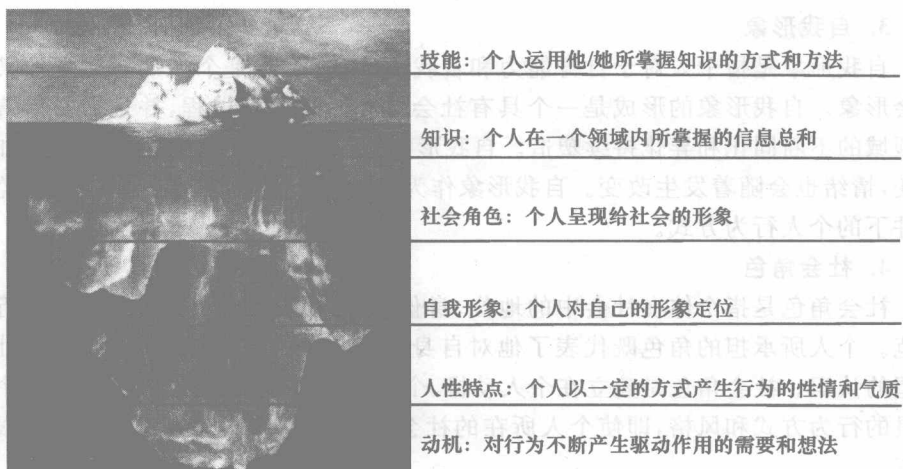 技能：个人运用他/她所掌握知识的方式和方法
知识：个人在一个领域内所掌握的信息总和
社会角色：个人呈现给社会的形象
自我形象：个人对自己的形象定位
人性特点：个人以一定的方式产生行为的性情和气质
动机：对行为不断产生驱动作用的需要和想法